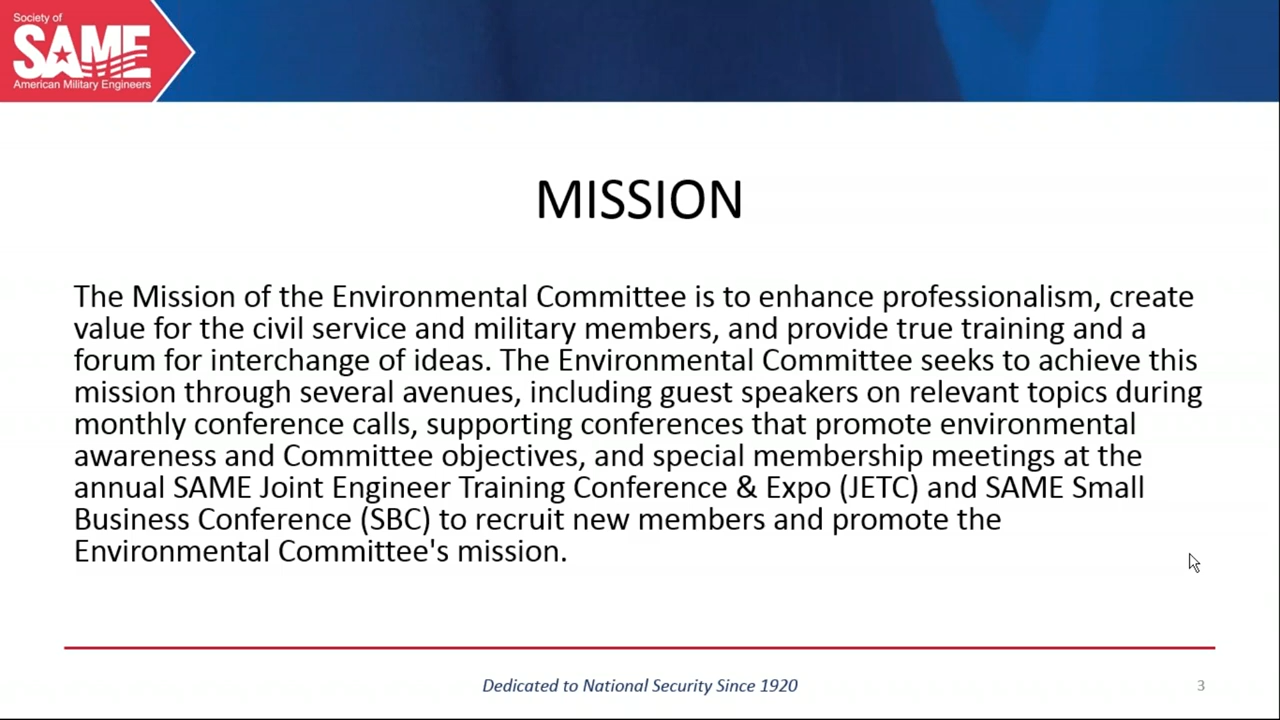 Society of
SAME
American Military Engineers
MISSION
The Mission of the Environmental Committee is to enhance professionalism, create
value for the civil service and military members, and provide true training and a
forum for interchange of ideas. The Environmental Committee seeks to achieve this
mission through several avenues, including guest speakers on relevant topics during
monthly conference calls, supporting conferences that promote environmental
awareness and Committee objectives, and special membership meetings at the
annual SAME Joint Engineer Training Conference & Expo (JETC) and SAME Small
Business Conference (SBC) to recruit new members and promote the
Environmental Committee's mission.
Dedicated to National Security Since 1920
3